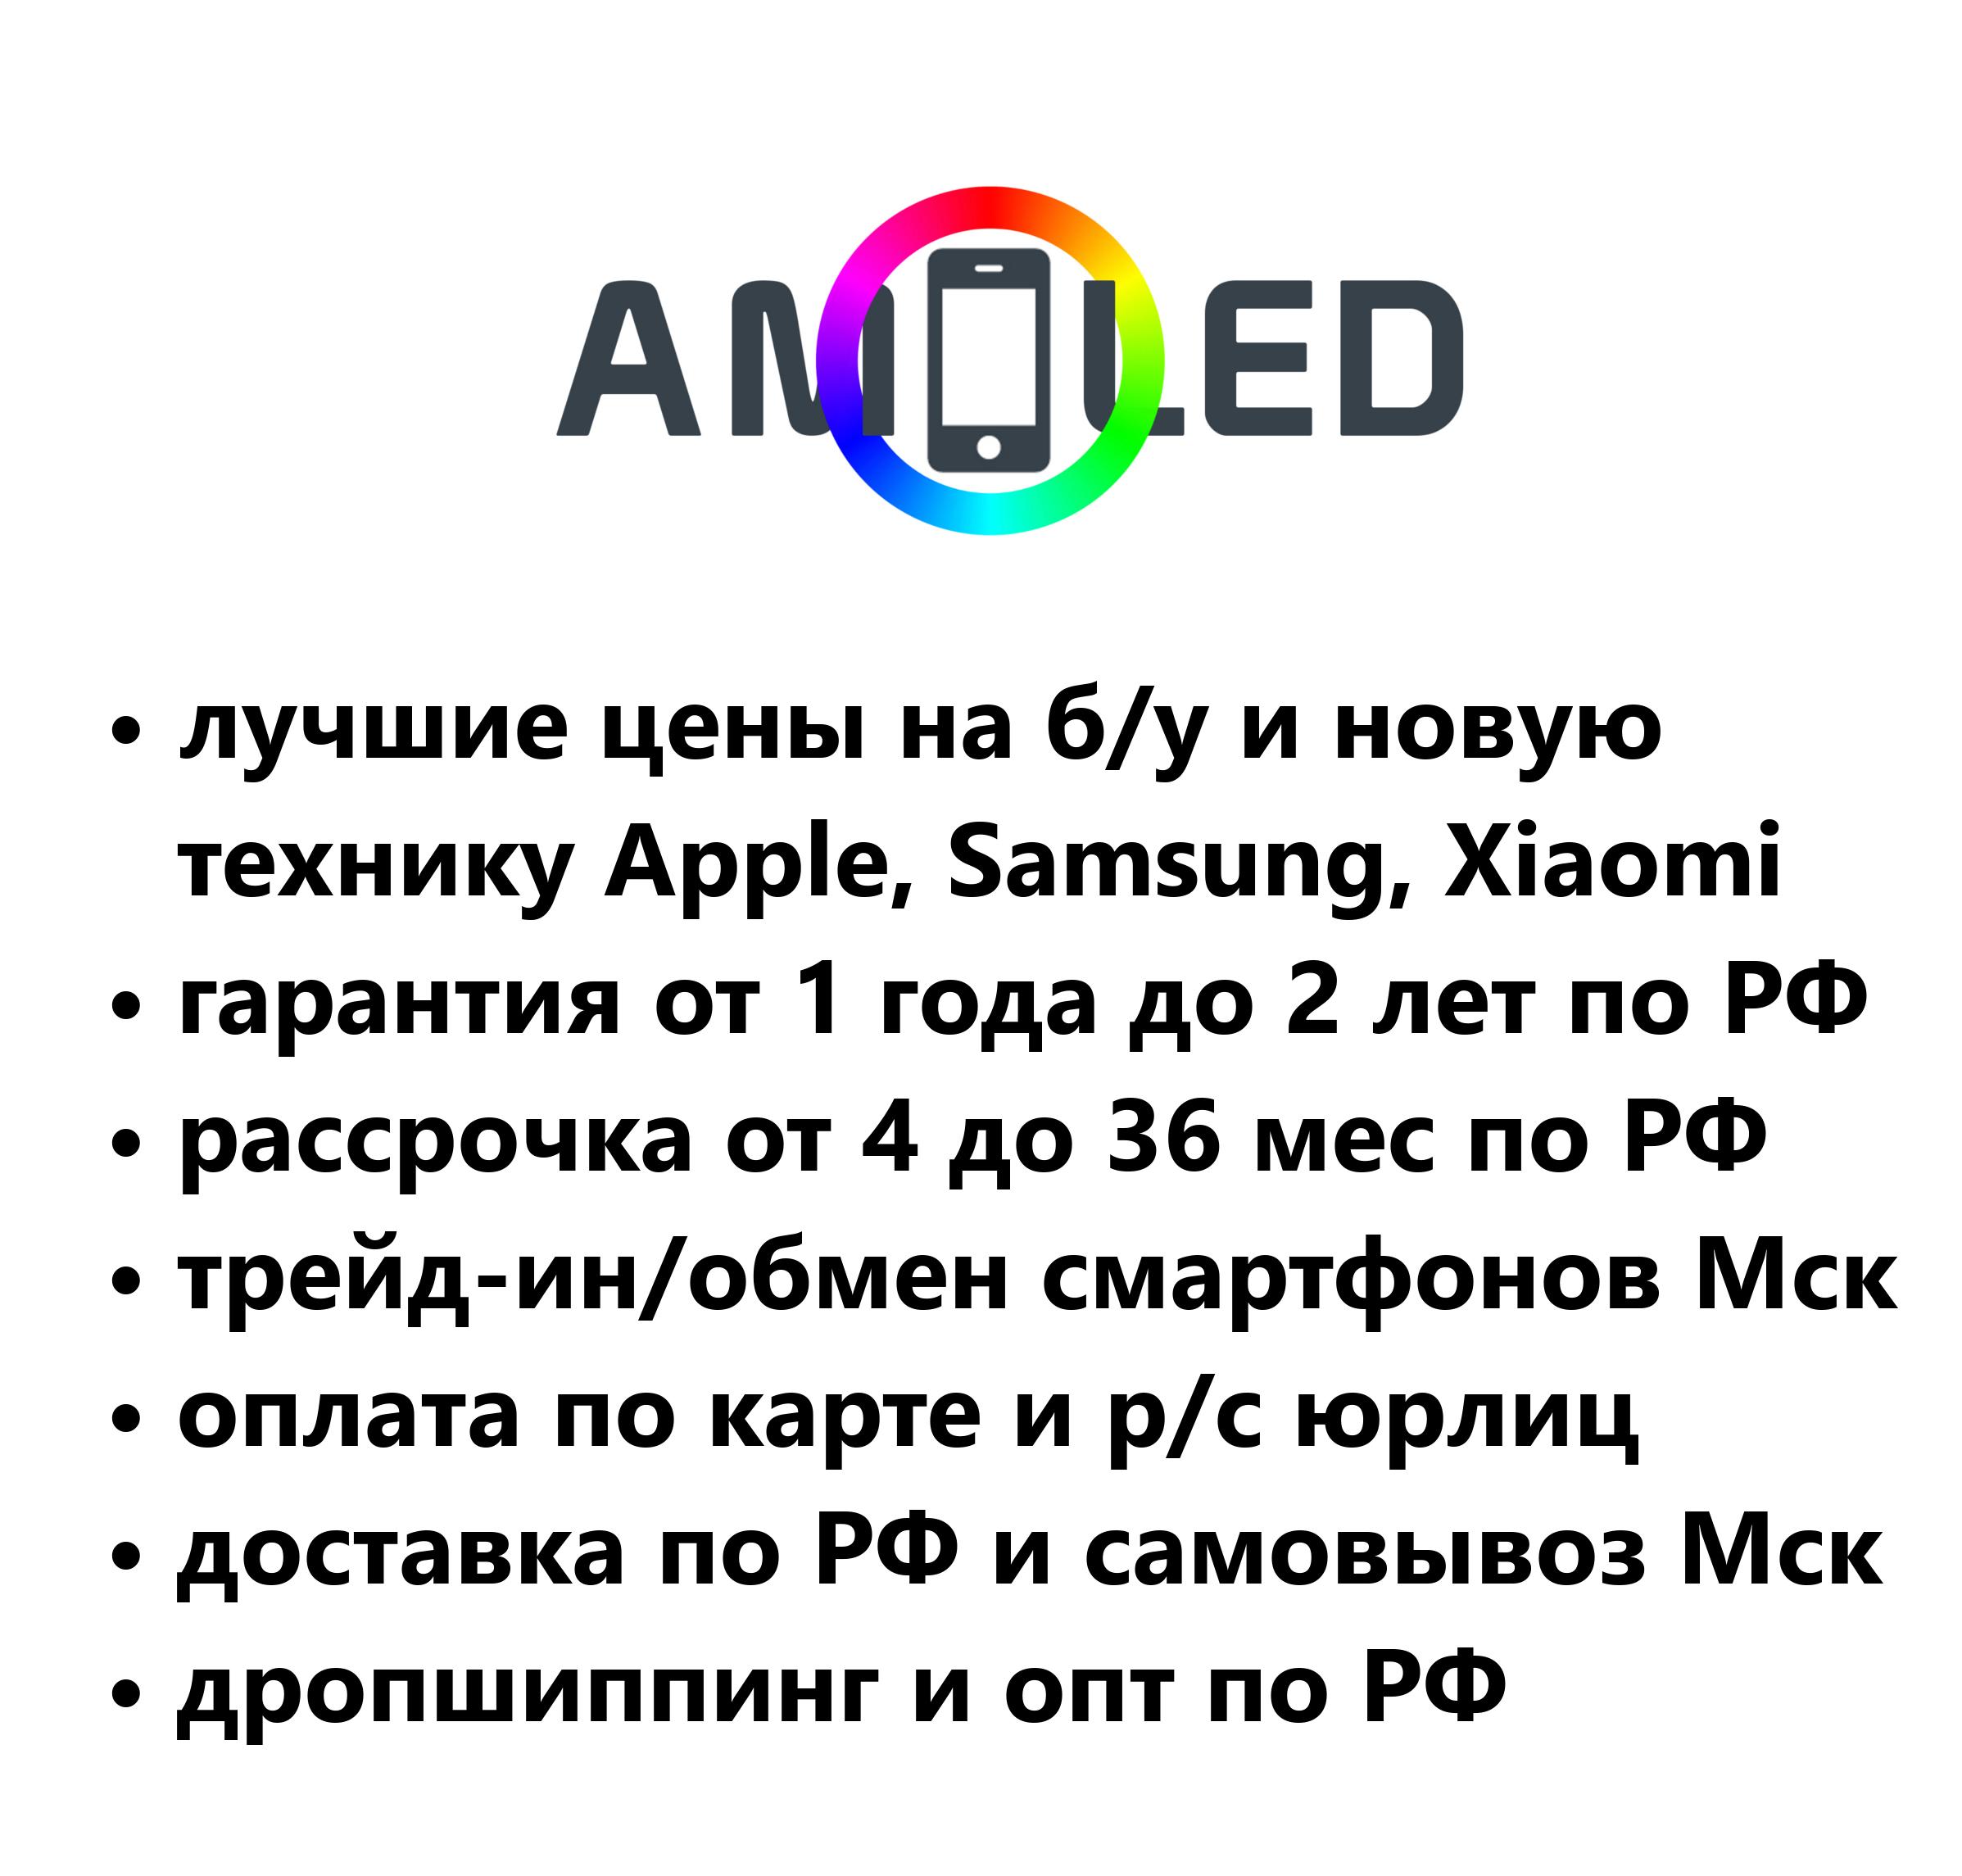 AMOLED
• лучшие цены на б/у и новую
технику Apple, Samsung, Xiaomi
• гарантия от 1 года до 2 лет по РФ
• рассрочка от 4 до 36 мес по РФ
• трейд-ин/обмен смартфонов Мск
• оплата по карте и р/с юрлиц
• доставка по РФ и самовывоз Мск
• дропшиппинг и опт по РФ